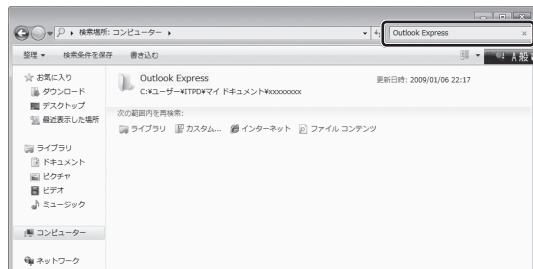 検索場所: コンピューター
Outlook Express
整理
検索条件を保存
書き込む
A 般
お気に入り
ダウンロード
デスクトップ
最近表示した場所
ライブラリ
ドキュメント
ピクチャ
ビデオ
ミュージック
コンピューター
ネットワーク
Outlook Express
更新日時: 2009/01/06 22:17
C:¥ユーザー¥ITPD¥マイ ドキュメント¥xxxxxxxx
次の範囲内を再検索:
ライブラリ カスタム... インターネット ファイル コンテンツ